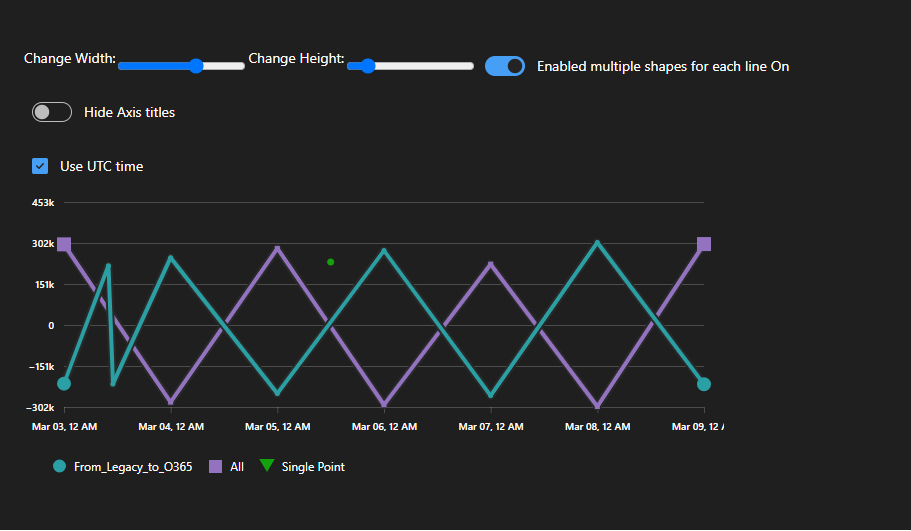 Change Width: Change Height: Enabled multiple shapes for each line On
Hide Axis titles
Use UTC time
453k
302k
151k
0
−151k
−302k
Mar 03, 12 AM Mar 04, 12 AM Mar 05, 12 AM Mar 06, 12 AM Mar 07, 12 AM Mar 08, 12 AM Mar 09, 12
From_Legacy_to_O365 All Single Point